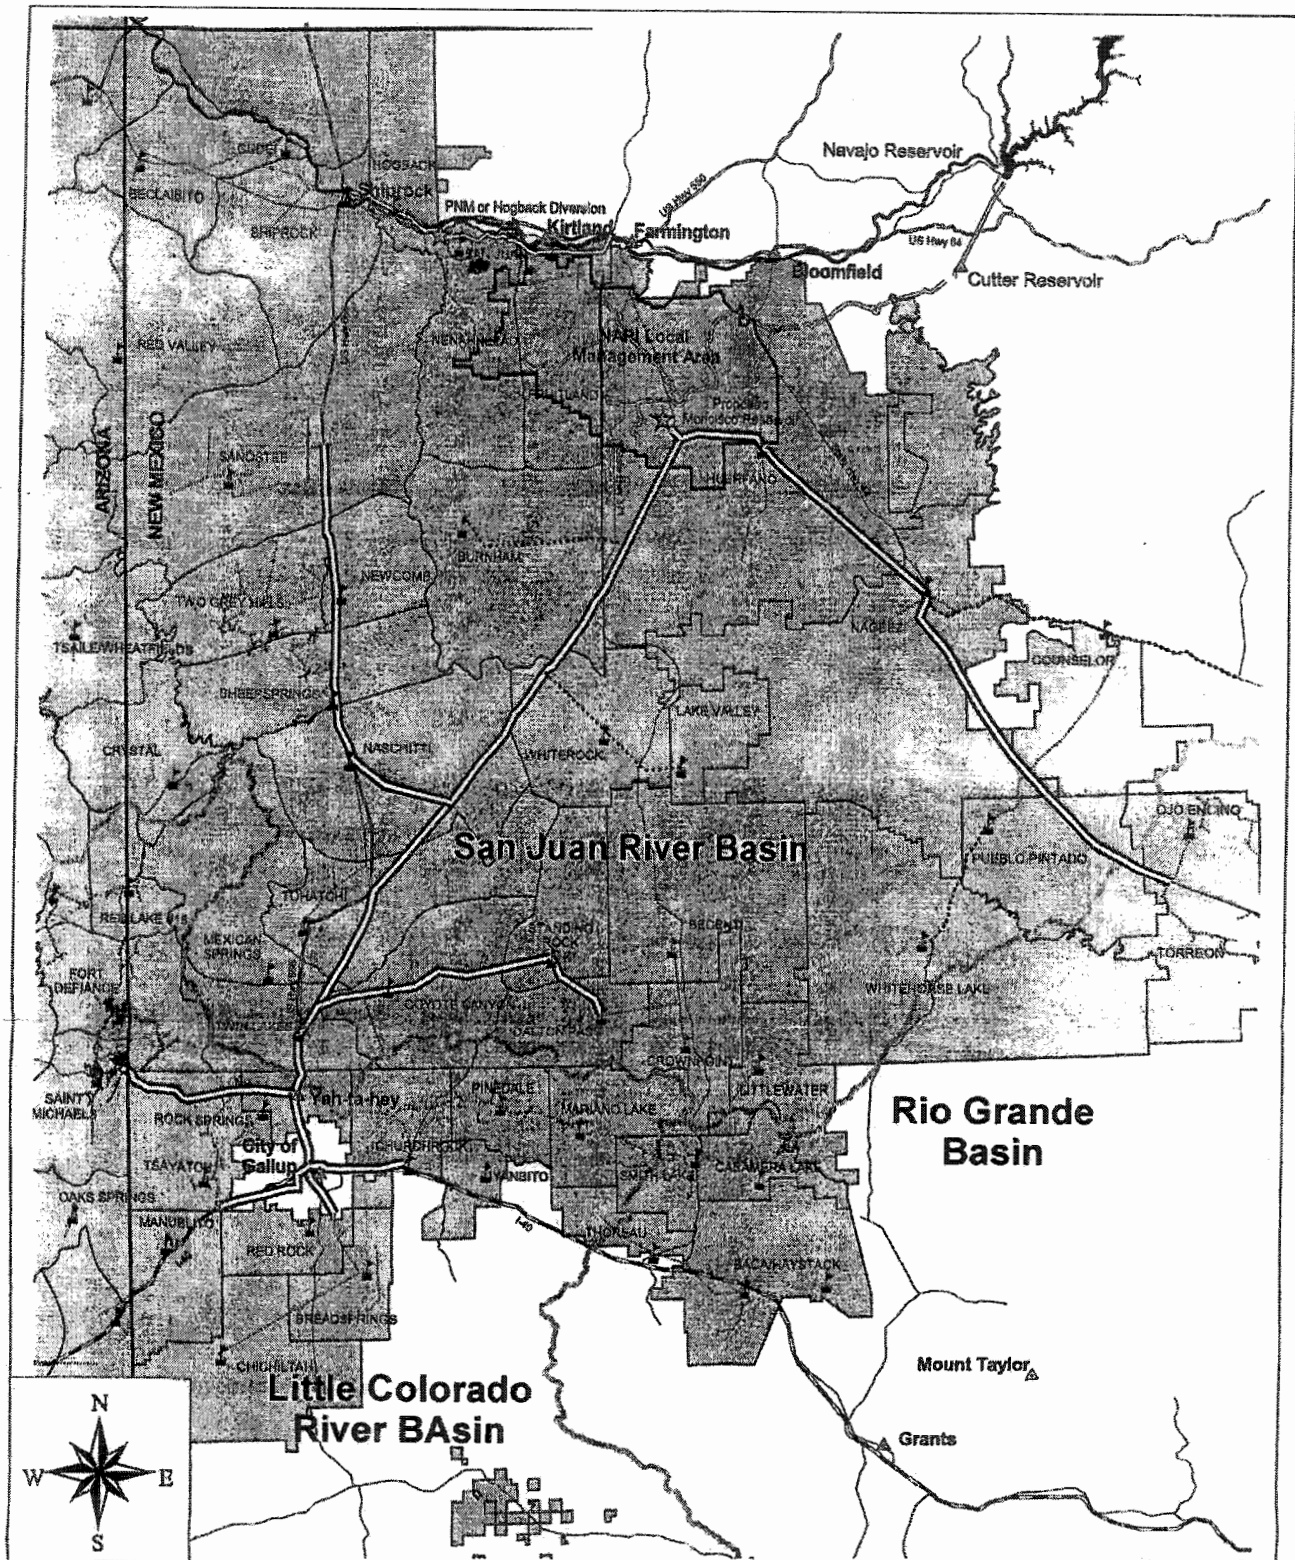 Navajo Reservoir
HOGBACK
Shiprock
BECLAIBITO
PNM or Hogback Diversion
US Hwy 550
SHIPROCK
Kirtland
Farmington
US Hwy 64
Bloomfield
Cutter Reservoir
RED VALLEY
NAPI Local
Management Area
ARIZONA
NEW MEXICO
SANOSTEE
HUERFANO
BURNHAM
NEWCOMB
TWO GREY HILLS
NAGEEZI
TSAILE/WHEATFIELDS
COUNSELOR
SHEEPSPRINGS
LAKE VALLEY
CRYSTAL
NASCHITTI
WHITEROCK
OJO ENCINO
San Juan River Basin
PUEBLO PINTADO
TOHATCHI
RED LAKE #18
BECENTI
STANDING
ROCK
MEXICAN
SPRINGS
TORREON
FORT
DEFIANCE
WHITEHORSE LAKE
COYOTE CANYON
TWIN LAKES
DALTON PASS
CROWNPOINT
LITTLEWATER
PINEDALE
Yah-ta-hey
SAINT
MICHAELS
ROCK SPRINGS
MARIANO LAKE
Rio Grande
Basin
City of
Gallup
CHURCHROCK
TSAYATOH
IYANBITO
SMITH LAKE
CASAMERA LAKE
OAKS SPRINGS
MANUELITO
I-40
THOREAU
RED ROCK
BACA/HAYSTACK
BREADSPRINGS
CHICHILTAH
Mount Taylor
Little Colorado
River BAsin
Grants
N
W
E
S